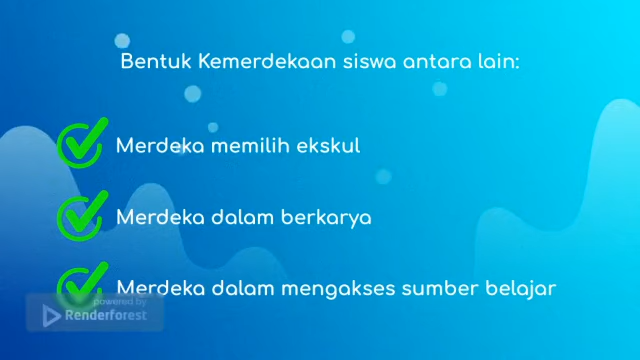 Bentuk Kemerdekaan siswa antara lain:
Merdeka memilih ekskul
Merdeka dalam berkarya
Merdeka dalam mengakses sumber belajar
powered by
Renderforest